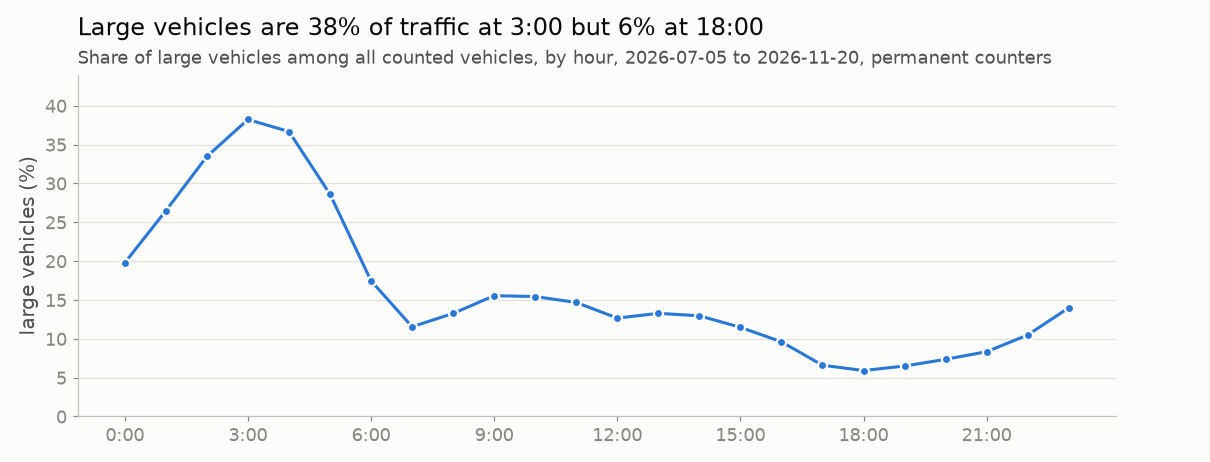 Large vehicles are 38% of traffic at 3:00 but 6% at 18:00
Share of large vehicles among all counted vehicles, by hour, 2026-07-05 to 2026-11-20, permanent counters
large vehicles (%)
40
35
30
25
20
15
10
5
0
0:00 3:00 6:00 9:00 12:00 15:00 18:00 21:00